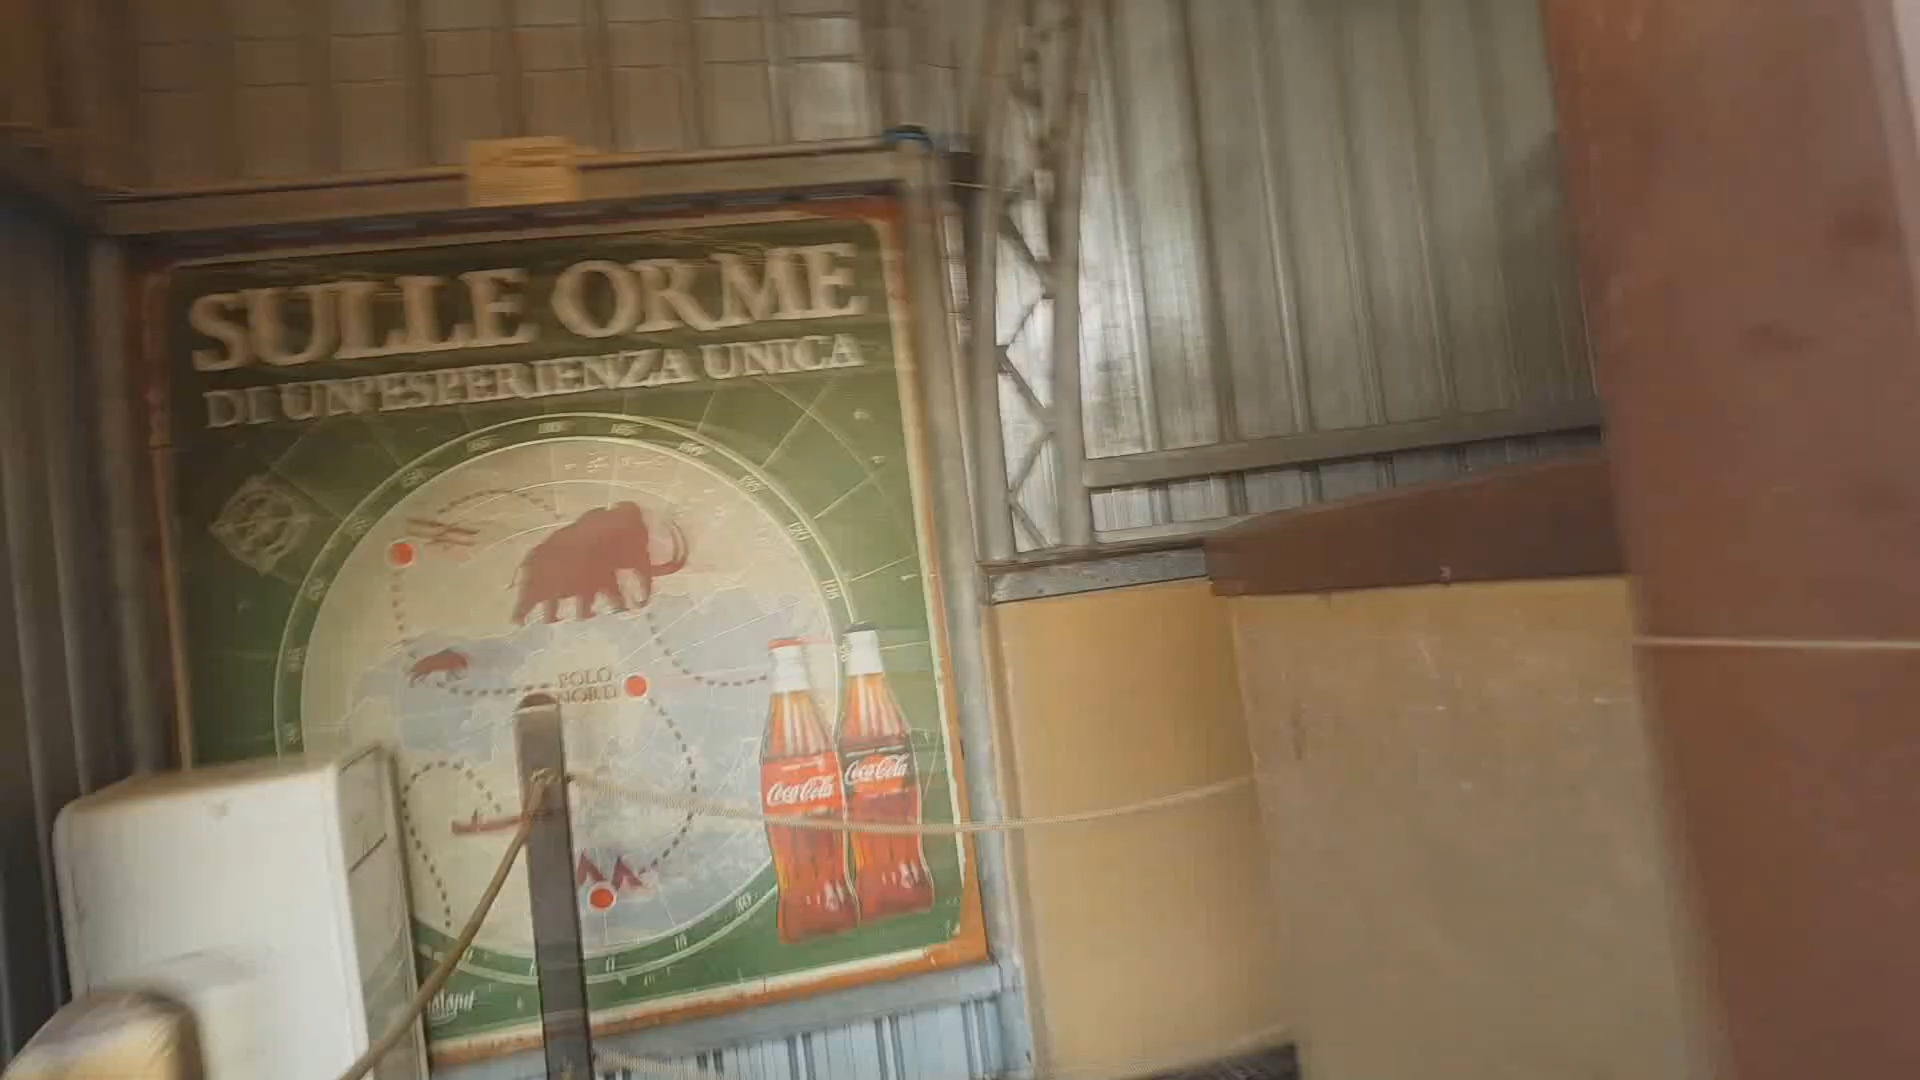 SULLE ORME
DI UN'ESPERIENZA UNICA
POLO
NORD
Coca-Cola
Coca-Cola